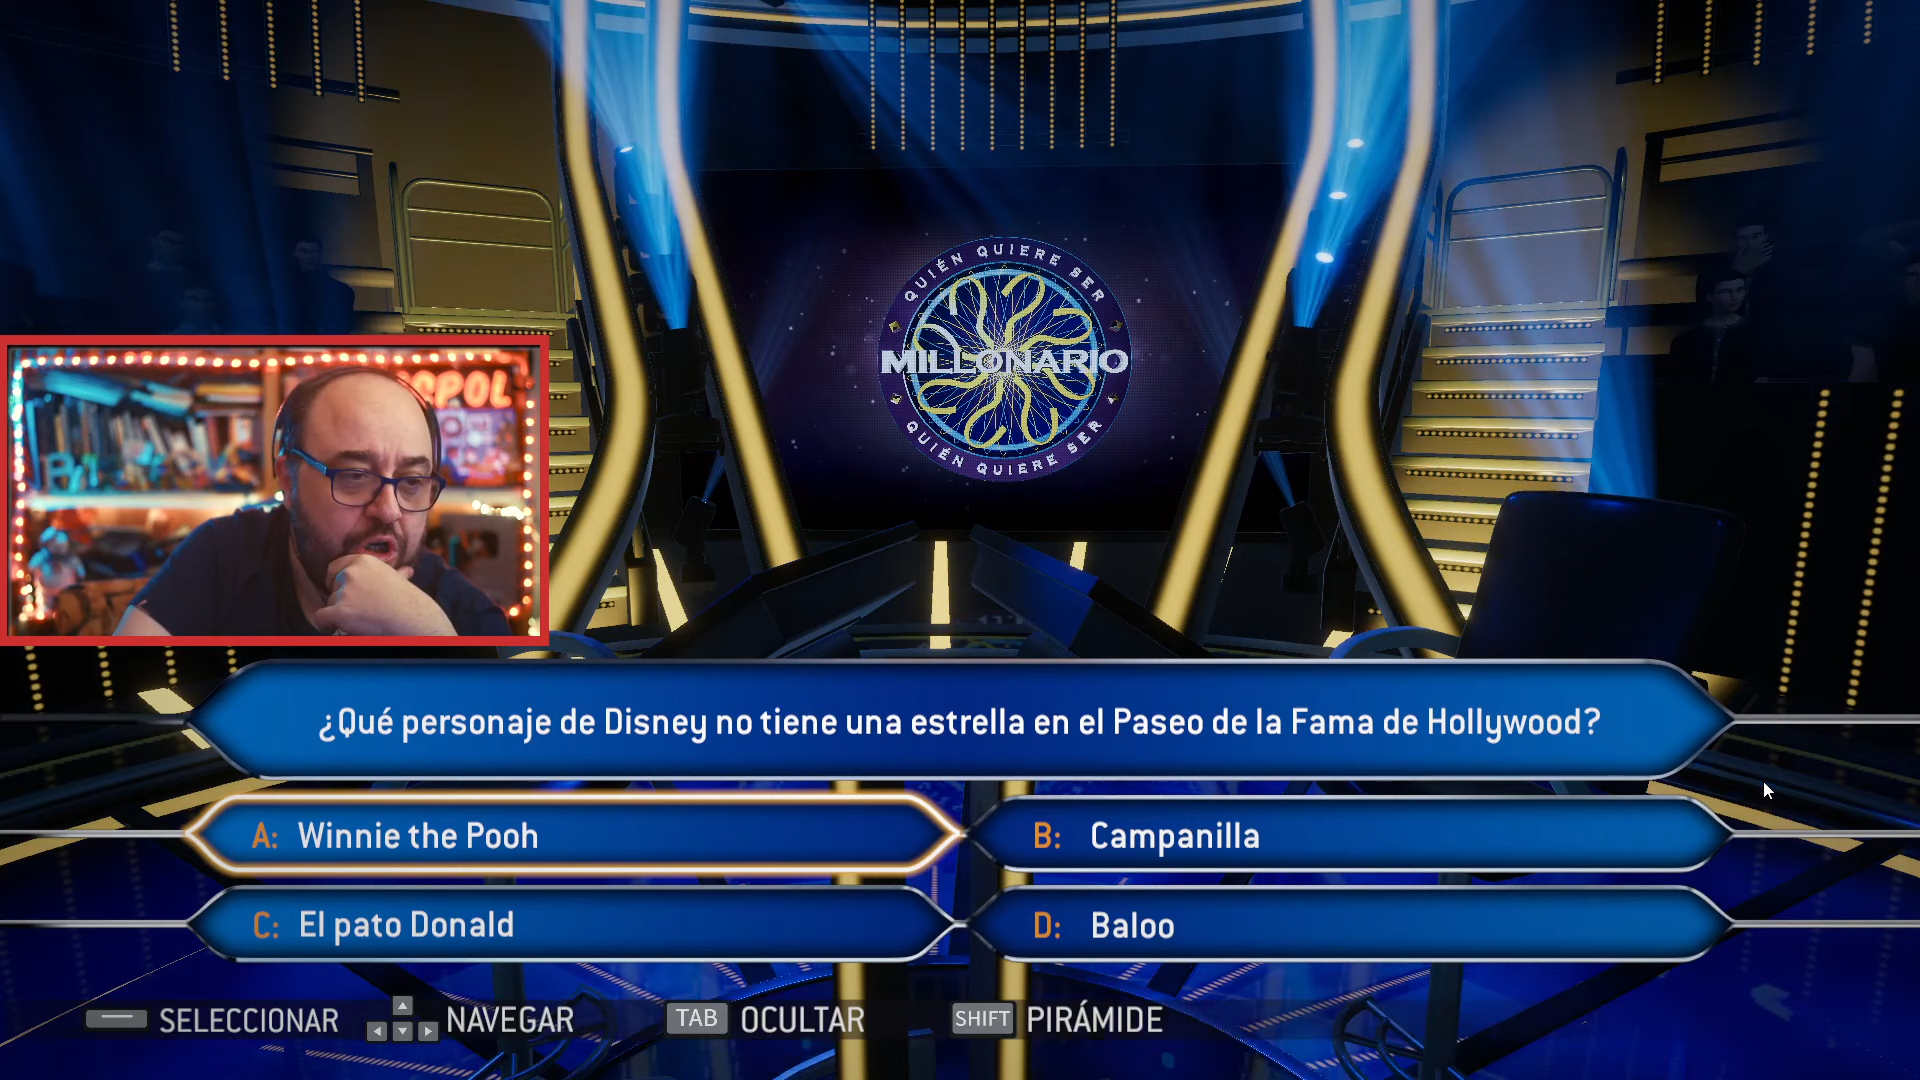 QUIÉN QUIERE SER
MILLONARIO
QUIÉN QUIERE SER
¿Qué personaje de Disney no tiene una estrella en el Paseo de la Fama de Hollywood?
A: Winnie the Pooh
B: Campanilla
C: El pato Donald
D: Baloo
SELECCIONAR
NAVEGAR
TAB OCULTAR
SHIFT PIRÁMIDE